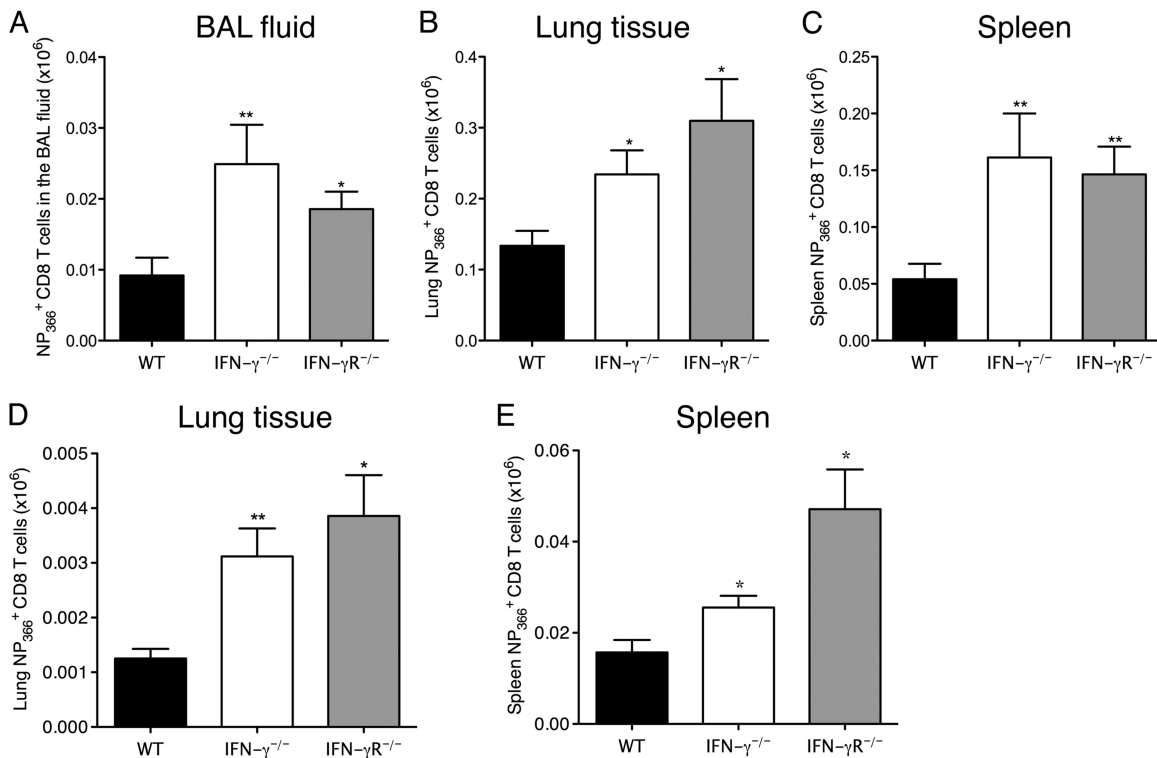 A BAL fluid
NP366+ CD8 T cells in the BAL fluid (x10⁶)
0.04
0.03
0.02
0.01
0.00
** *
WT IFN–γ⁻/⁻ IFN–γR⁻/⁻
B Lung tissue
Lung NP366+ CD8 T cells (x10⁶)
0.4
0.3
0.2
0.1
0.0
* *
WT IFN–γ⁻/⁻ IFN–γR⁻/⁻
C Spleen
Spleen NP366+ CD8 T cells (x10⁶)
0.25
0.20
0.15
0.10
0.05
0.00
** **
WT IFN–γ⁻/⁻ IFN–γR⁻/⁻
D Lung tissue
Lung NP366+ CD8 T cells (x10⁶)
0.005
0.004
0.003
0.002
0.001
0.000
** *
WT IFN–γ⁻/⁻ IFN–γR⁻/⁻
E Spleen
Spleen NP366+ CD8 T cells (x10⁶)
0.06
0.04
0.02
0.00
* *
WT IFN–γ⁻/⁻ IFN–γR⁻/⁻